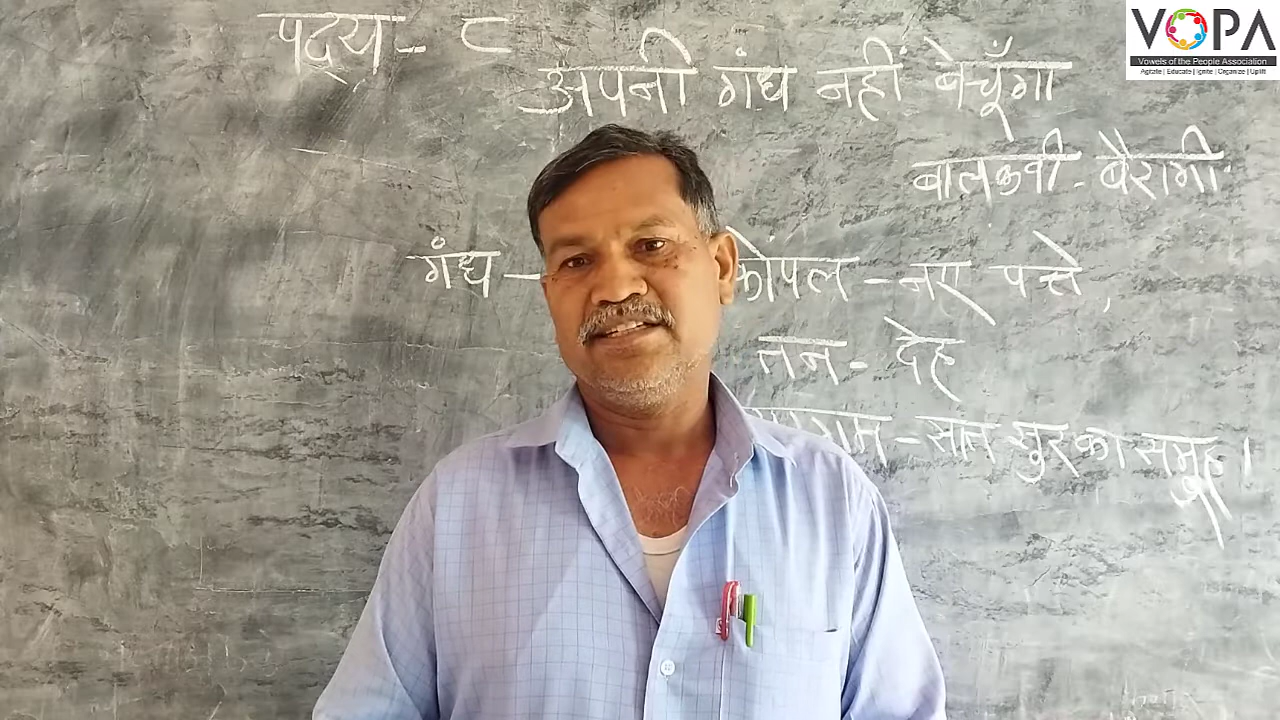 पद्य - ८
अपनी गंध नहीं बेचूँगा
बालकवी - बैरागी
गंध - कोंपल - नए पत्ते,
तन - देह
सात सुर का समूह।
VOPA
Vowels of the People Association
Agitate | Educate | Ignite | Organize | Uplift